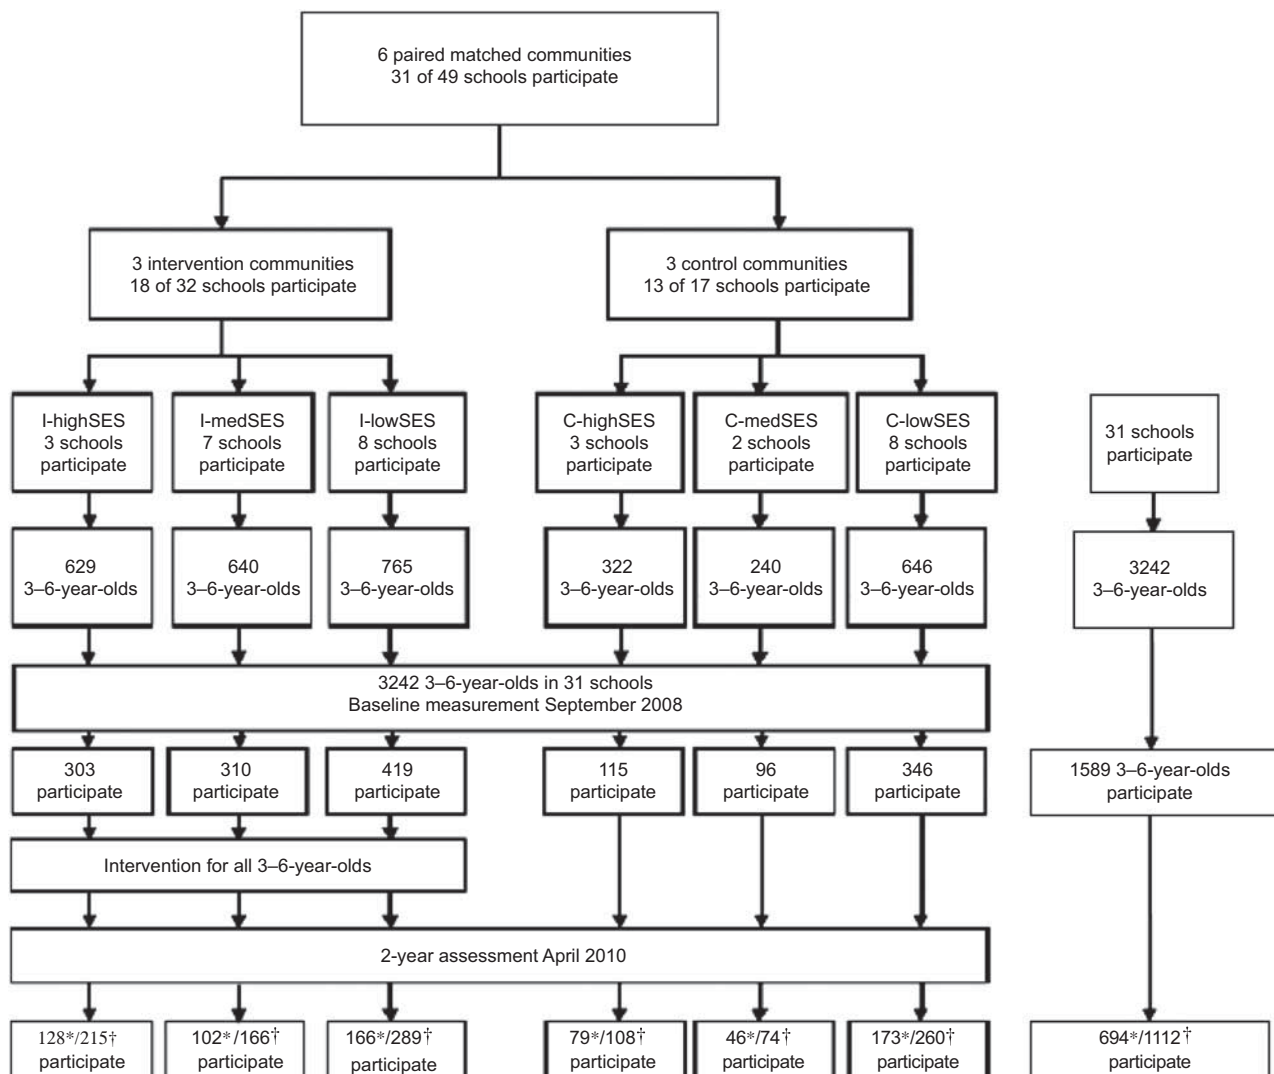 6 paired matched communities
31 of 49 schools participate
3 intervention communities
18 of 32 schools participate
3 control communities
13 of 17 schools participate
I-highSES
3 schools
participate
I-medSES
7 schools
participate
I-lowSES
8 schools
participate
C-highSES
3 schools
participate
C-medSES
2 schools
participate
C-lowSES
8 schools
participate
31 schools
participate
629
3–6-year-olds
640
3–6-year-olds
765
3–6-year-olds
322
3–6-year-olds
240
3–6-year-olds
646
3–6-year-olds
3242
3–6-year-olds
3242 3–6-year-olds in 31 schools
Baseline measurement September 2008
303
participate
310
participate
419
participate
115
participate
96
participate
346
participate
1589 3–6-year-olds
participate
Intervention for all 3–6-year-olds
2-year assessment April 2010
128*/215†
participate
102*/166†
participate
166*/289†
participate
79*/108†
participate
46*/74†
participate
173*/260†
participate
694*/1112†
participate